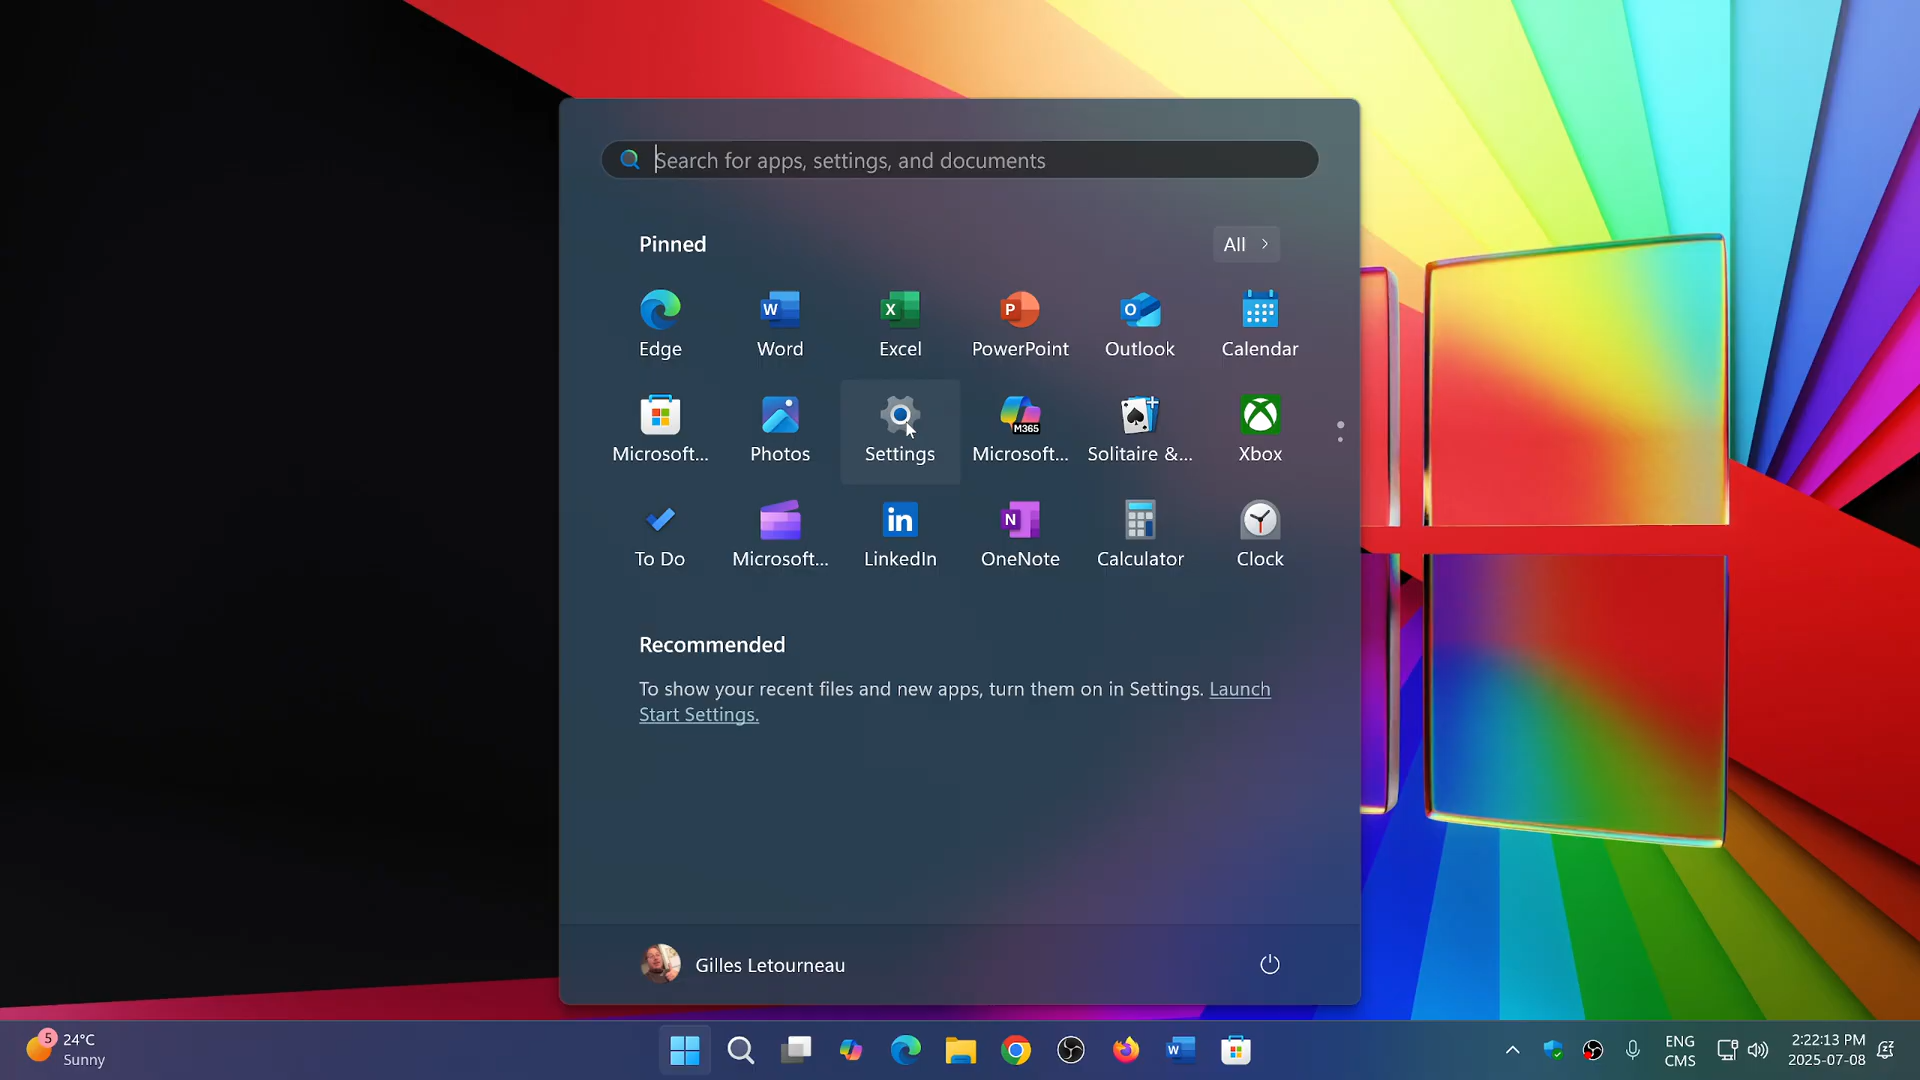 Search for apps, settings, and documents
Pinned
All
Edge
Word
Excel
PowerPoint
Outlook
Calendar
Microsoft...
Photos
Settings
Microsoft...
Solitaire &...
Xbox
M365
To Do
Microsoft...
LinkedIn
OneNote
Calculator
Clock
Recommended
To show your recent files and new apps, turn them on in Settings. Launch
Start Settings.
Gilles Letourneau
5
24°C
Sunny
ENG
CMS
2:22:13 PM
2025-07-08